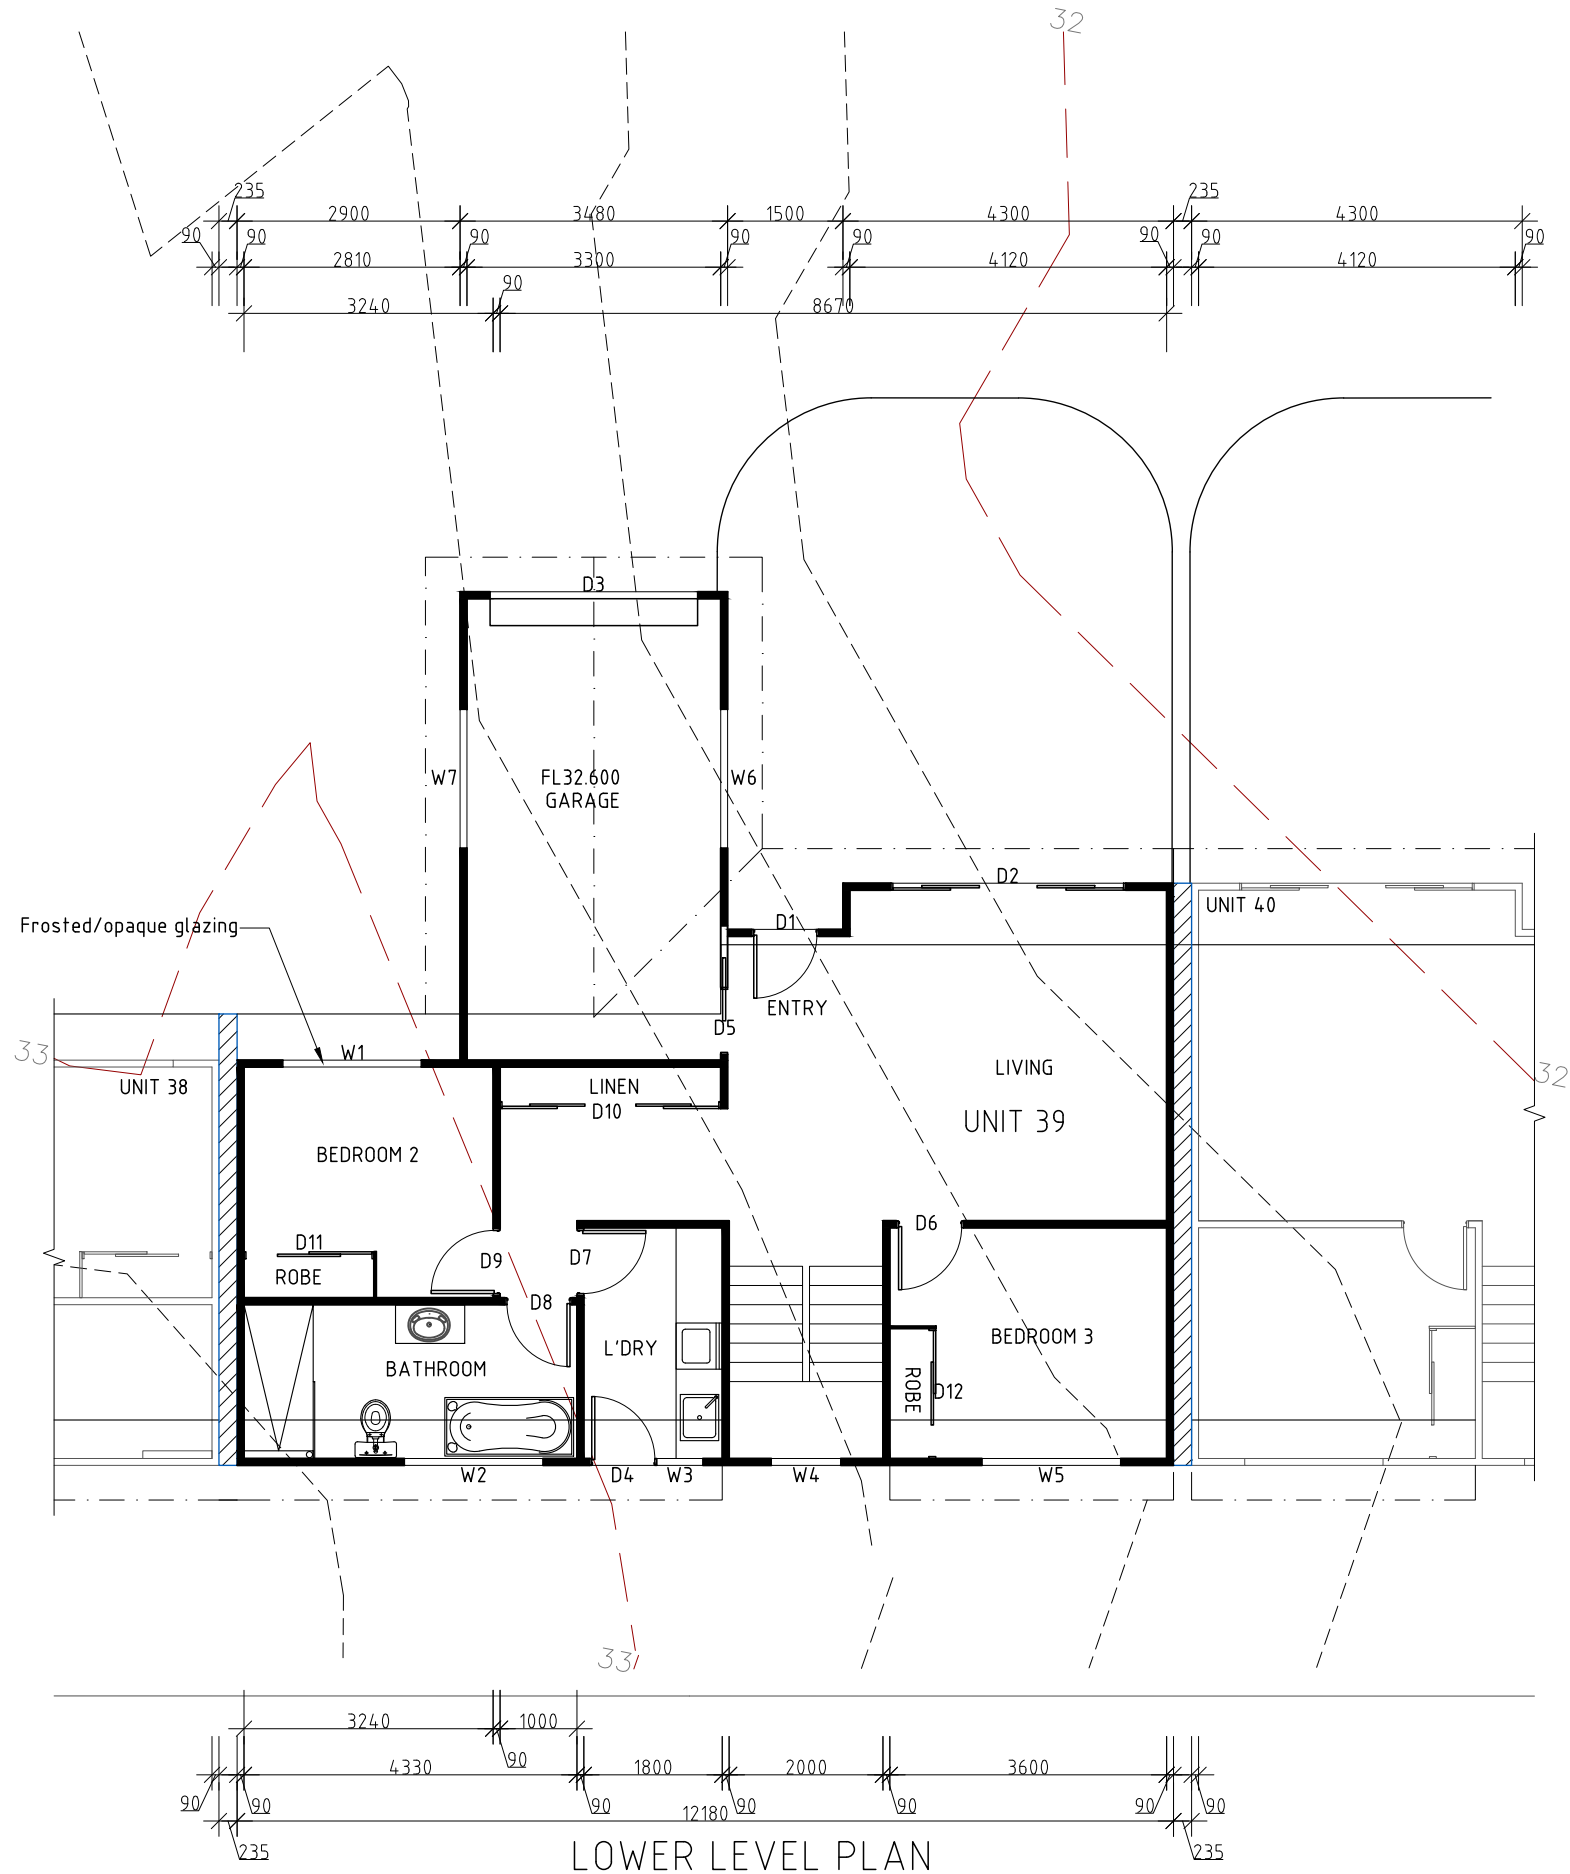 32
235
235
2900
3480
1500
4300
4300
90
90
90
90
90
90
90
90
2810
3300
4120
4120
90
3240
8670
D3
W7
FL32.600
W6
GARAGE
D2
UNIT 40
Frosted/opaque glazing
D1
ENTRY
D5
33
W1
LIVING
32
UNIT 38
LINEN
D10
UNIT 39
BEDROOM 2
D6
D11
D9
D7
ROBE
D8
BEDROOM 3
L'DRY
BATHROOM
ROBE
D12
W2
D4
W3
W4
W5
33
3240
1000
90
4330
1800
2000
3600
90
90
90
90
90
90
90
12180
235
235
LOWER LEVEL PLAN